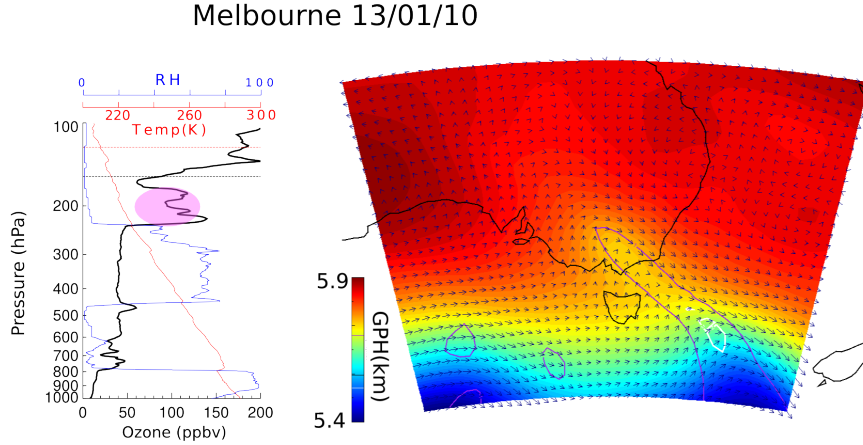 Melbourne 13/01/10
0 RH 100
220 260 300
Temp(K)
100
200
300
400
500
600
700
800
900
1000
Pressure (hPa)
0 50 100 150 200
Ozone (ppbv)
5.9
GPH(km)
5.4